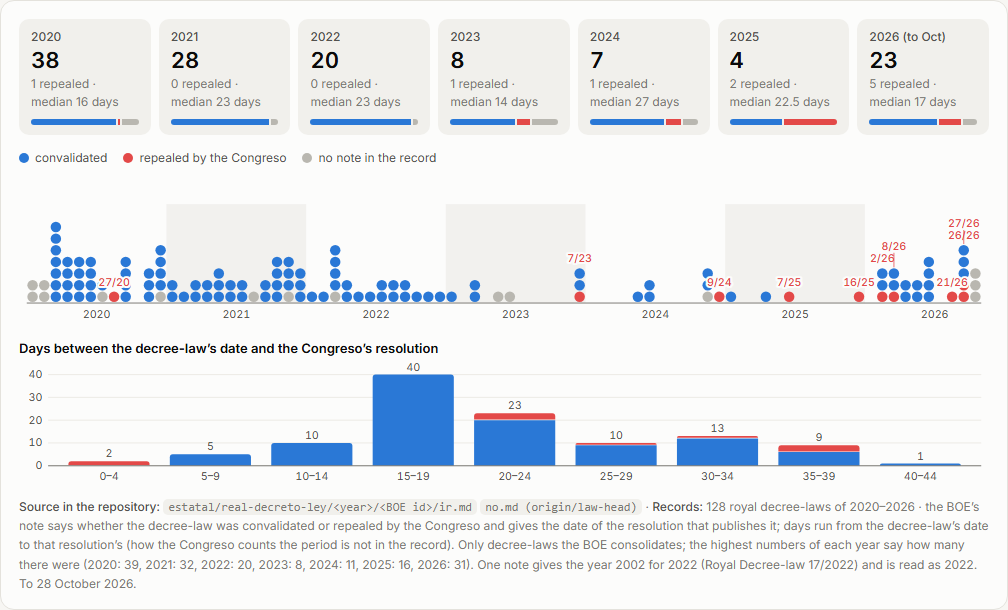 2020
38
1 repealed ·
median 16 days
2021
28
0 repealed ·
median 23 days
2022
20
0 repealed ·
median 23 days
2023
8
1 repealed ·
median 14 days
2024
7
1 repealed ·
median 27 days
2025
4
2 repealed ·
median 22.5 days
2026 (to Oct)
23
5 repealed ·
median 17 days
convalidated
repealed by the Congreso
no note in the record
27/26
26/26
8/26
2/26
7/23
27/20
9/24
7/25
16/25
21/26
2020
2021
2022
2023
2024
2025
2026
Days between the decree-law’s date and the Congreso’s resolution
40
30
20
10
0
2
5
10
40
23
10
13
9
1
0–4
5–9
10–14
15–19
20–24
25–29
30–34
35–39
40–44
Source in the repository: estatal/real-decreto-ley/<year>/<BOE id>/ir.md no.md (origin/law-head) · Records: 128 royal decree-laws of 2020–2026 · the BOE’s
note says whether the decree-law was convalidated or repealed by the Congreso and gives the date of the resolution that publishes it; days run from the decree-law’s date
to that resolution’s (how the Congreso counts the period is not in the record). Only decree-laws the BOE consolidates; the highest numbers of each year say how many
there were (2020: 39, 2021: 32, 2022: 20, 2023: 8, 2024: 11, 2025: 16, 2026: 31). One note gives the year 2002 for 2022 (Royal Decree-law 17/2022) and is read as 2022.
To 28 October 2026.